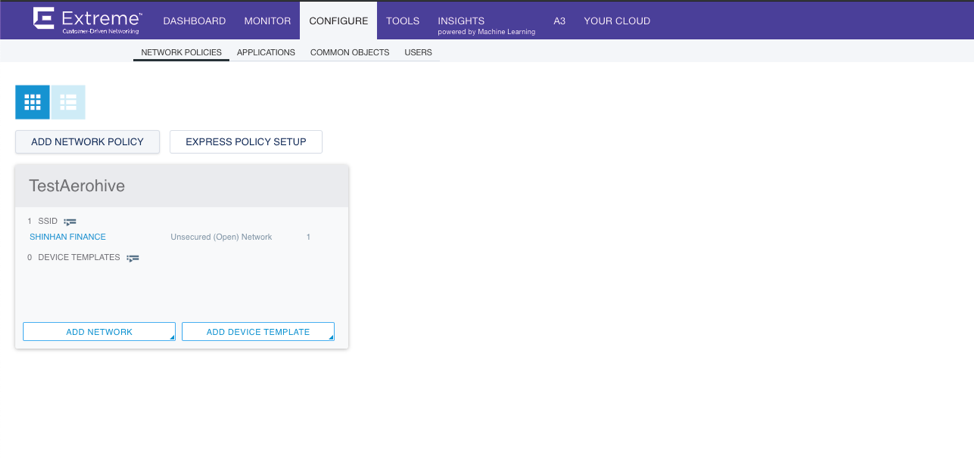 Extreme™
Customer-Driven Networking
DASHBOARD MONITOR CONFIGURE TOOLS INSIGHTS A3 YOUR CLOUD
powered by Machine Learning
NETWORK POLICIES APPLICATIONS COMMON OBJECTS USERS
ADD NETWORK POLICY EXPRESS POLICY SETUP
TestAerohive
1 SSID
SHINHAN FINANCE Unsecured (Open) Network 1
0 DEVICE TEMPLATES
ADD NETWORK ADD DEVICE TEMPLATE